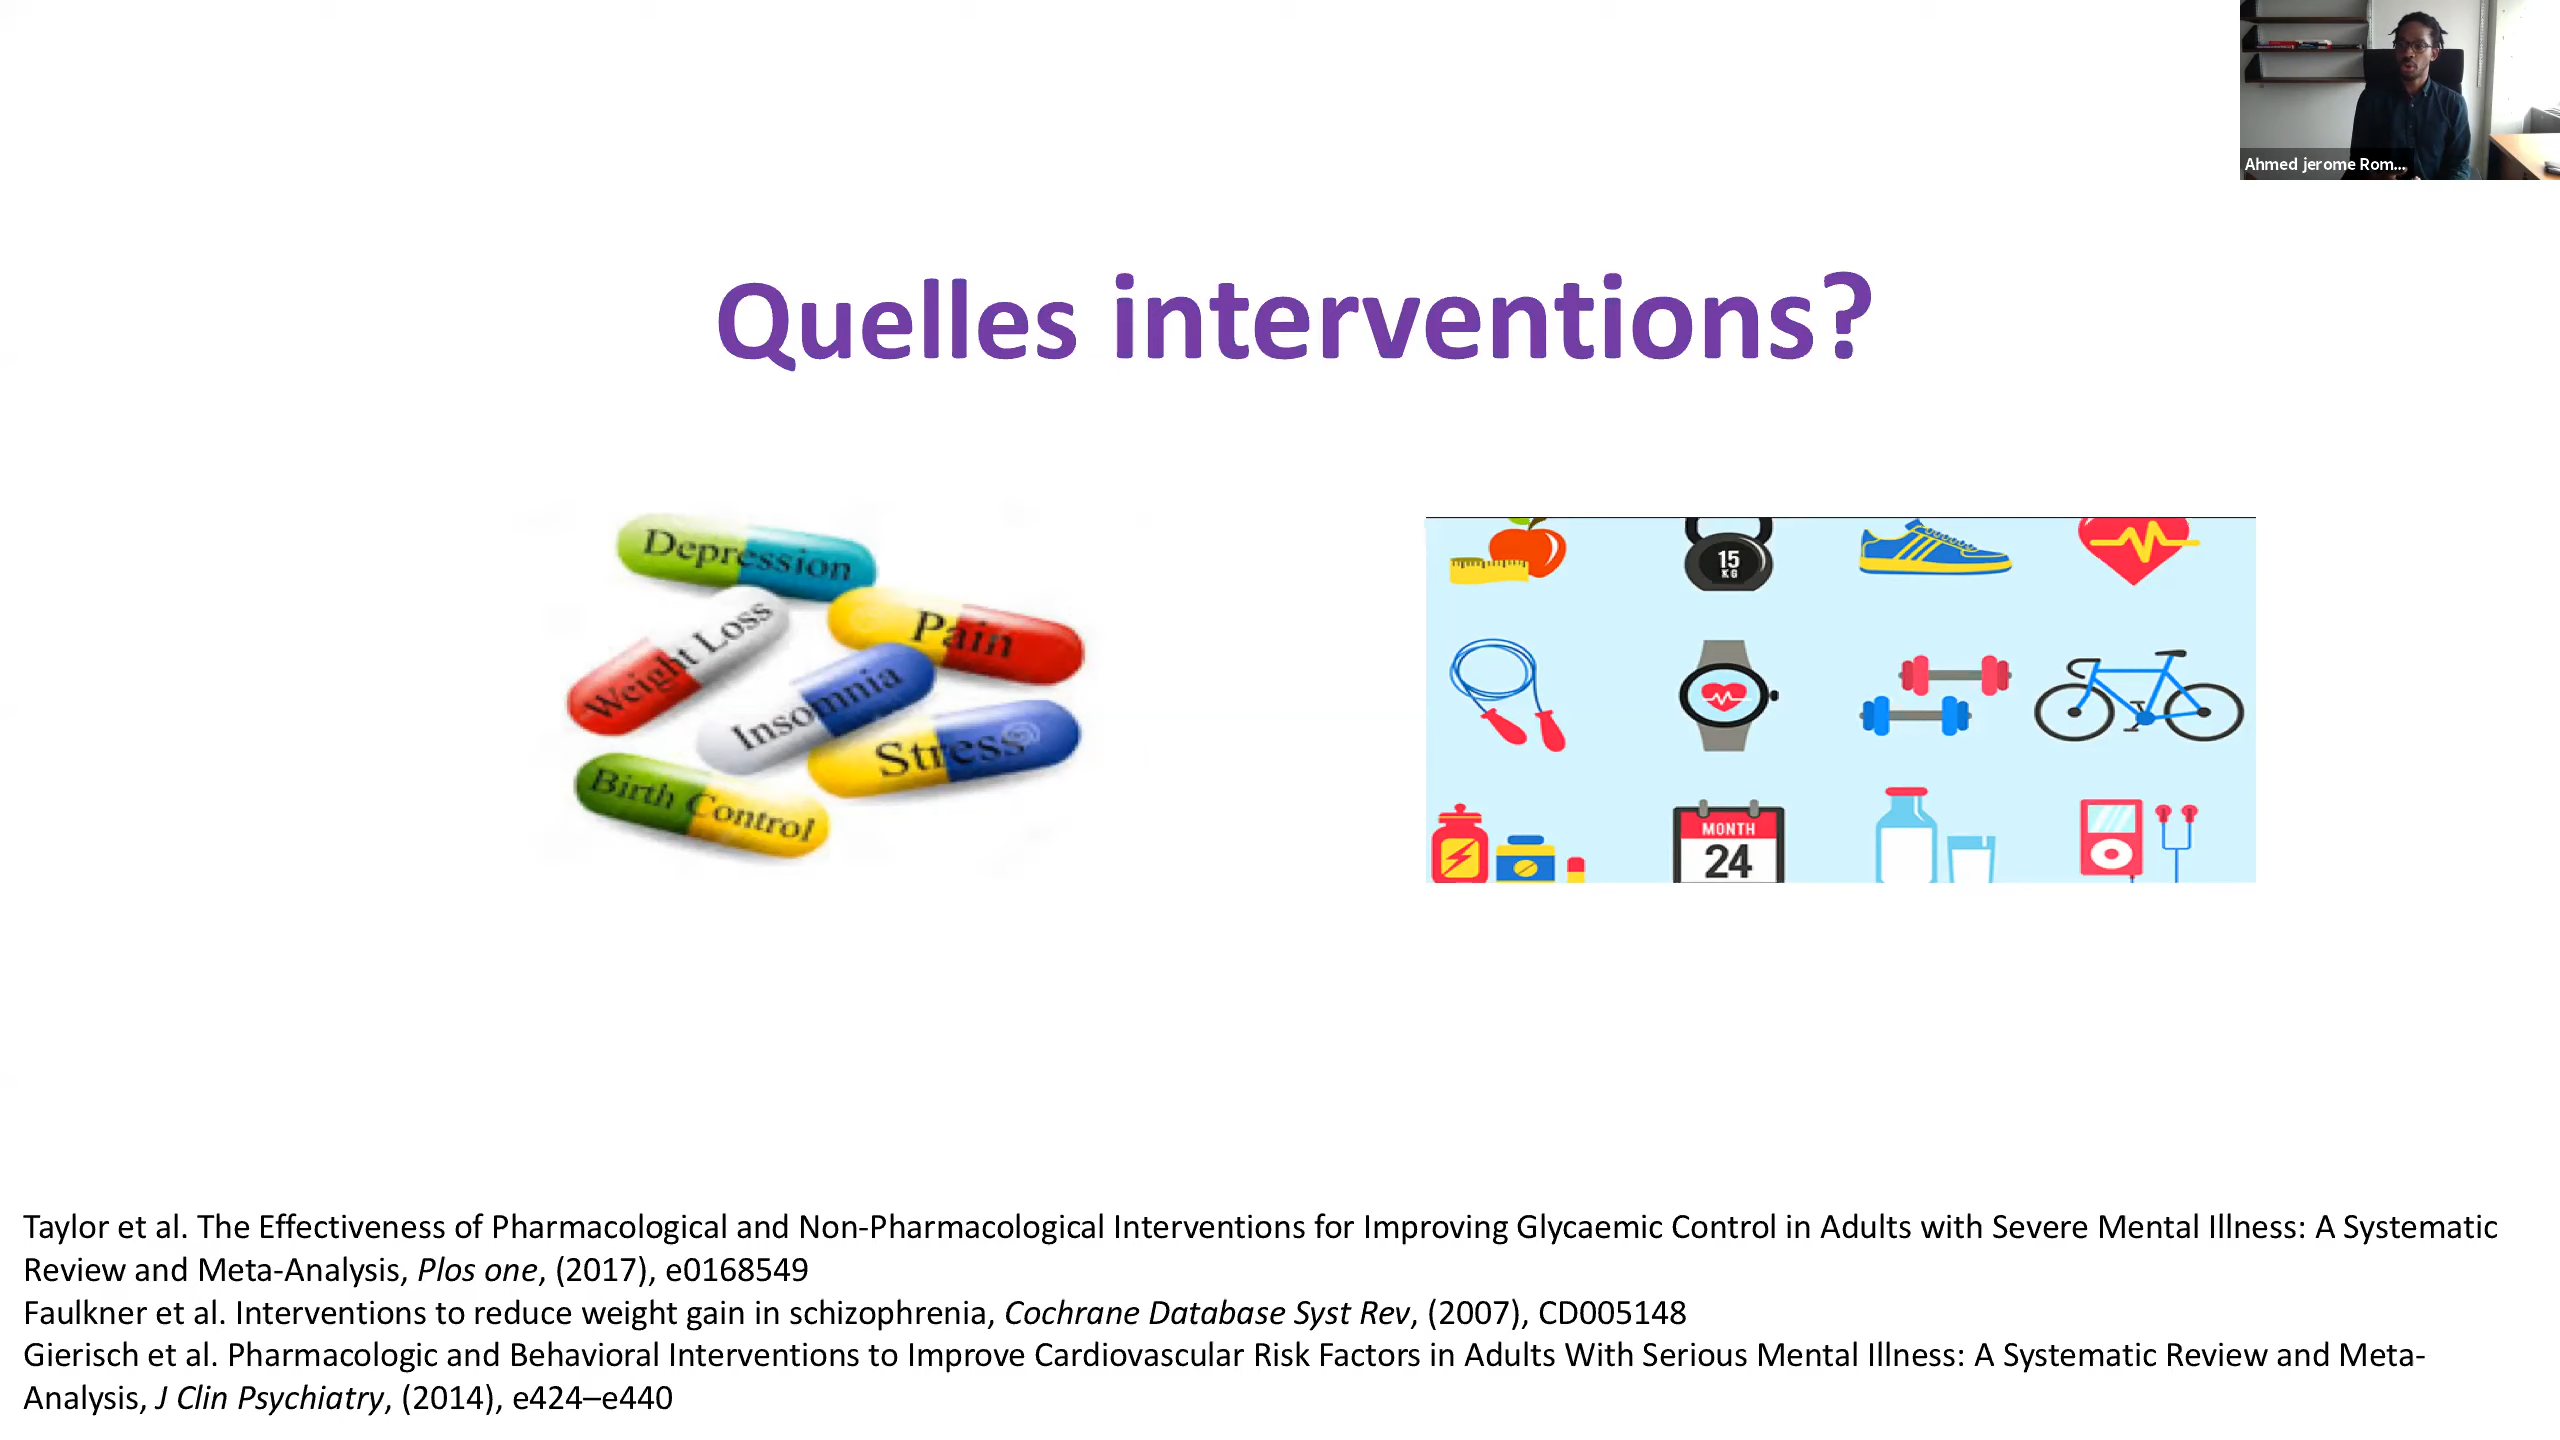 Ahmed jerome Rom...
Quelles interventions?
Depression
Weight Loss
Pain
Insomnia
Stress
Birth Control
15
KG
MONTH
24
Taylor et al. The Effectiveness of Pharmacological and Non-Pharmacological Interventions for Improving Glycaemic Control in Adults with Severe Mental Illness: A Systematic
Review and Meta-Analysis, Plos one, (2017), e0168549
Faulkner et al. Interventions to reduce weight gain in schizophrenia, Cochrane Database Syst Rev, (2007), CD005148
Gierisch et al. Pharmacologic and Behavioral Interventions to Improve Cardiovascular Risk Factors in Adults With Serious Mental Illness: A Systematic Review and Meta-
Analysis, J Clin Psychiatry, (2014), e424–e440